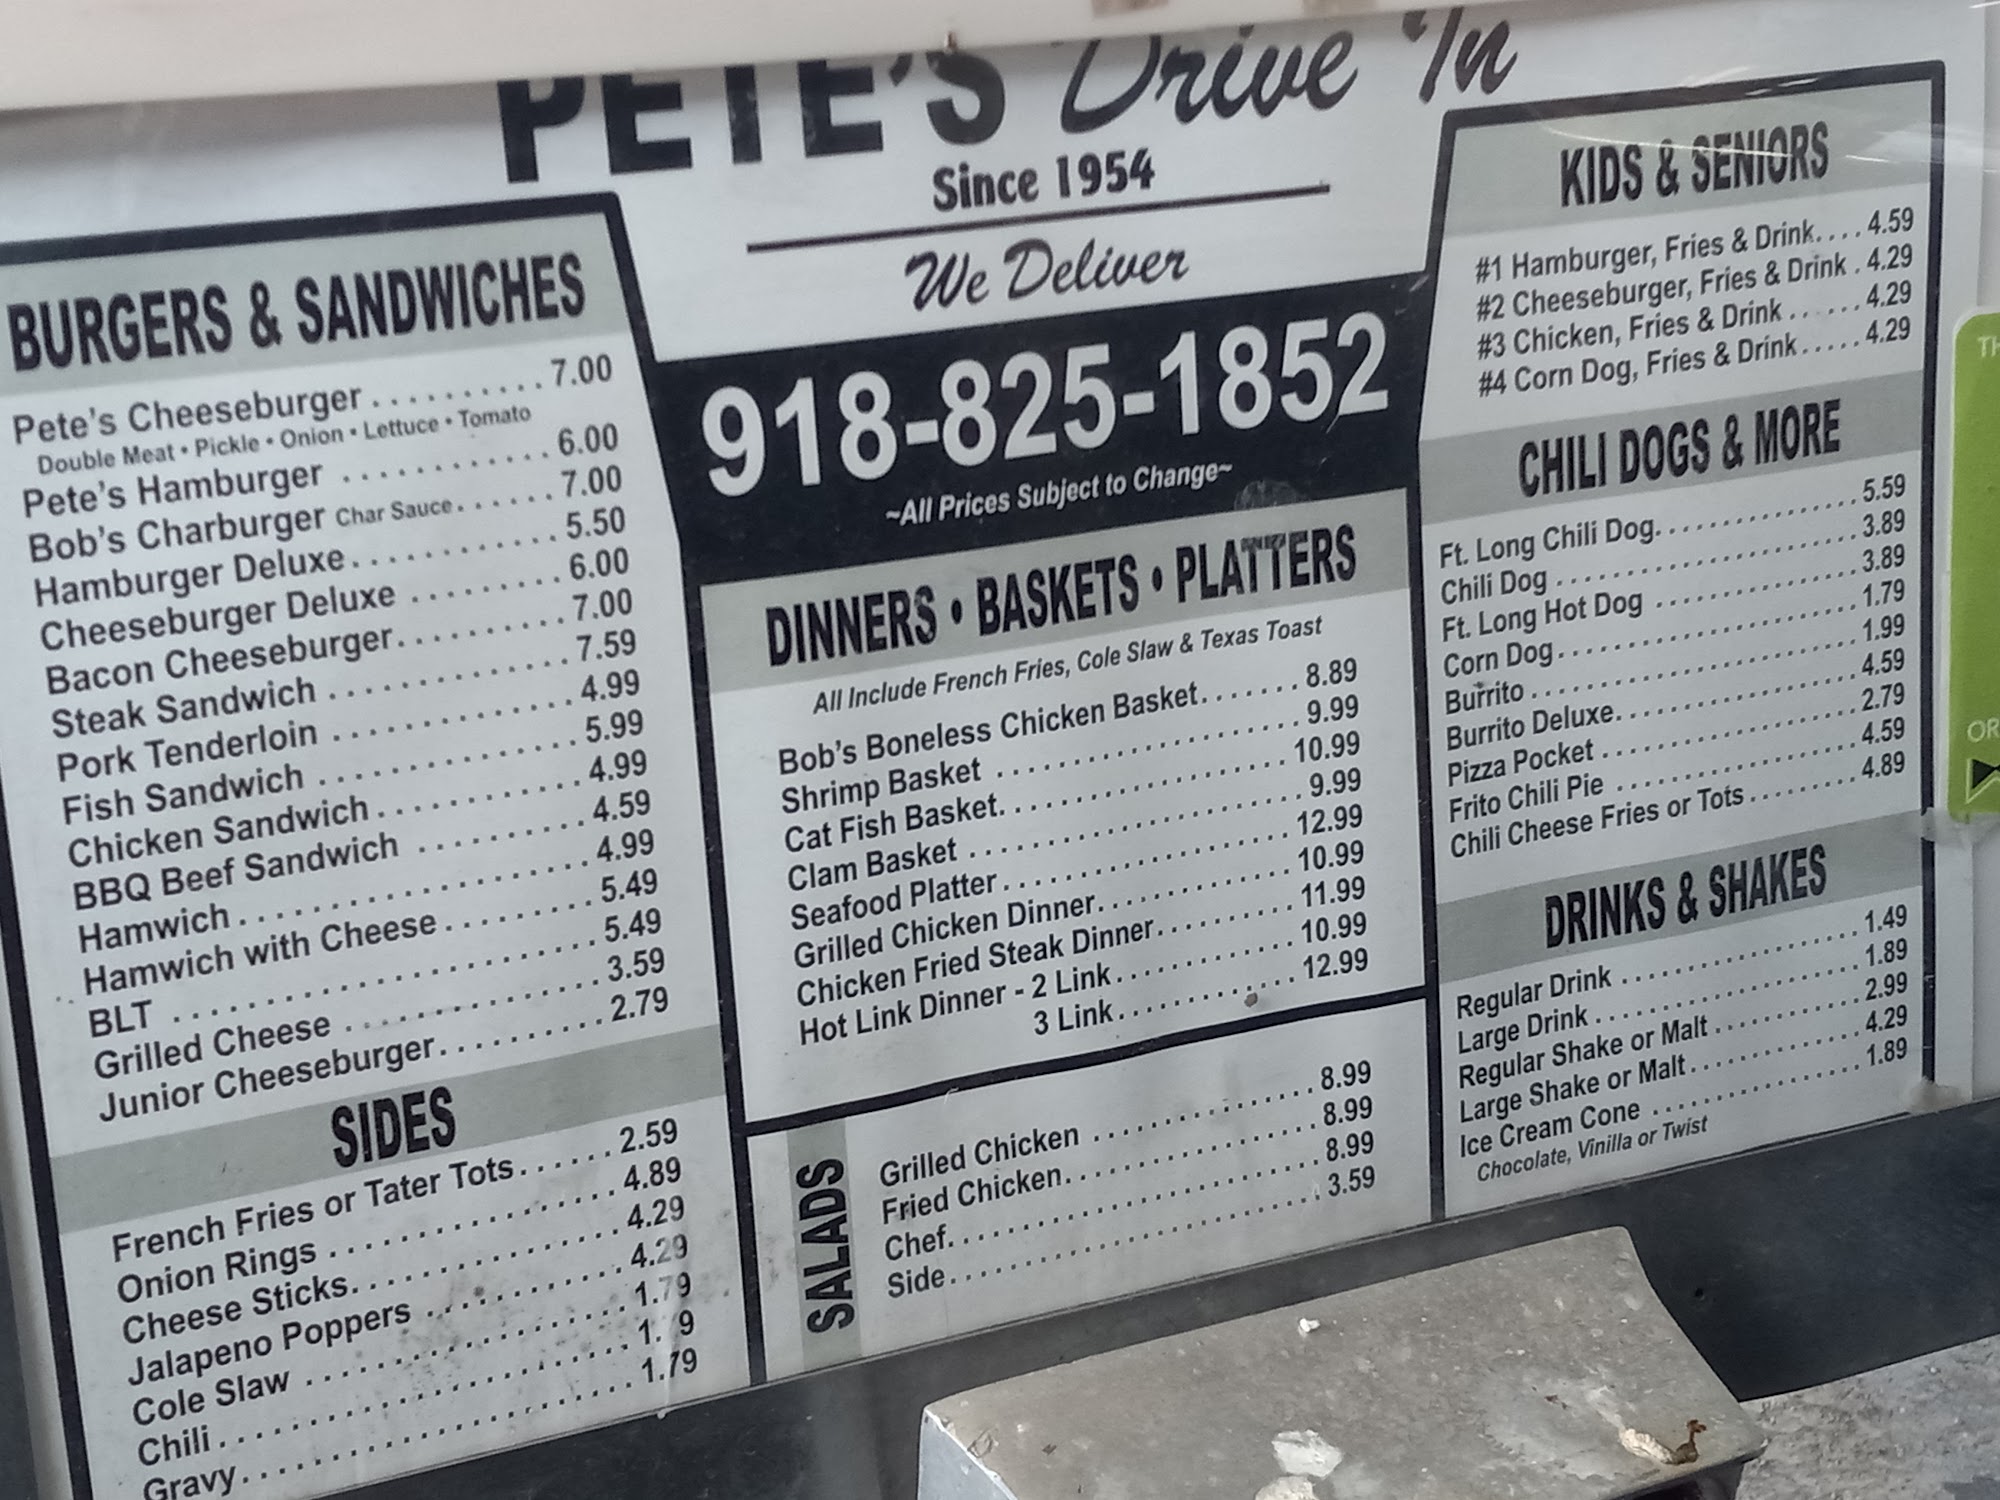 PETE'S Drive In
Since 1954
We Deliver
918-825-1852
~All Prices Subject to Change~
BURGERS & SANDWICHES
Pete's Cheeseburger .......... 7.00
Double Meat • Pickle • Onion • Lettuce • Tomato
Pete's Hamburger ............ 6.00
Bob's Charburger Char Sauce...... 7.00
Hamburger Deluxe............ 5.50
Cheeseburger Deluxe ........ 6.00
Bacon Cheeseburger.......... 7.00
Steak Sandwich .............. 7.59
Pork Tenderloin .............. 4.99
Fish Sandwich ............... 5.99
Chicken Sandwich............ 4.99
BBQ Beef Sandwich ......... 4.59
Hamwich.................... 4.99
Hamwich with Cheese......... 5.49
BLT ........................ 5.49
Grilled Cheese .............. 3.59
Junior Cheeseburger.......... 2.79
SIDES
French Fries or Tater Tots...... 2.59
Onion Rings ................ 4.89
Cheese Sticks............... 4.29
Jalapeno Poppers ............ 4.29
Cole Slaw .................. 1.79
Chili....................... 1. 9
Gravy...................... 1.79
DINNERS • BASKETS • PLATTERS
All Include French Fries, Cole Slaw & Texas Toast
Bob's Boneless Chicken Basket....... 8.89
Shrimp Basket ..................... 9.99
Cat Fish Basket................... 10.99
Clam Basket ...................... 9.99
Seafood Platter................... 12.99
Grilled Chicken Dinner............ 10.99
Chicken Fried Steak Dinner......... 11.99
Hot Link Dinner - 2 Link............ 10.99
3 Link............ 12.99
SALADS
Grilled Chicken .............. 8.99
Fried Chicken............... 8.99
Chef........................ 8.99
Side........................ 3.59
KIDS & SENIORS
#1 Hamburger, Fries & Drink.... 4.59
#2 Cheeseburger, Fries & Drink . 4.29
#3 Chicken, Fries & Drink ...... 4.29
#4 Corn Dog, Fries & Drink..... 4.29
CHILI DOGS & MORE
Ft. Long Chili Dog............... 5.59
Chili Dog ...................... 3.89
Ft. Long Hot Dog ............... 3.89
Corn Dog...................... 1.79
Burrito ........................ 1.99
Burrito Deluxe.................. 4.59
Pizza Pocket ................... 2.79
Frito Chili Pie .................. 4.59
Chili Cheese Fries or Tots......... 4.89
DRINKS & SHAKES
Regular Drink .................. 1.49
Large Drink .................... 1.89
Regular Shake or Malt ........... 2.99
Large Shake or Malt............. 4.29
Ice Cream Cone ................ 1.89
Chocolate, Vinilla or Twist